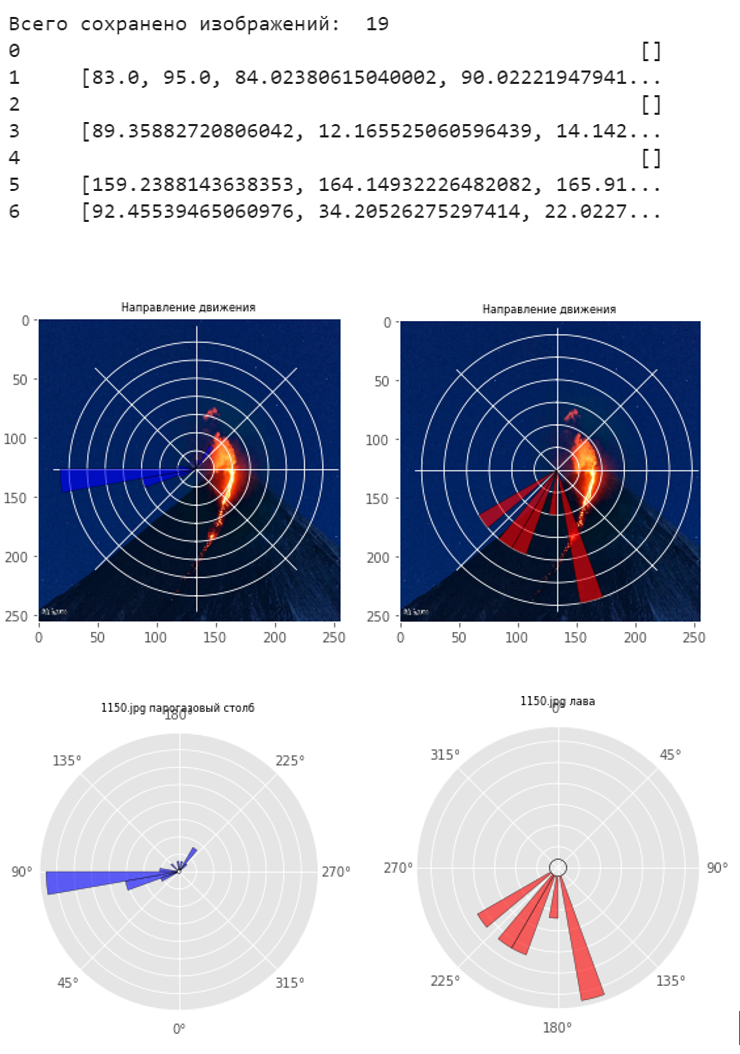 Всего сохранено изображений:  19
0 []
1 [83.0, 95.0, 84.02380615040002, 90.02221947941...
2 []
3 [89.35882720806042, 12.165525060596439, 14.142...
4 []
5 [159.2388143638353, 164.14932226482082, 165.91...
6 [92.45539465060976, 34.20526275297414, 22.0227...
Направление движения
0
50
100
150
200
250
0 50 100 150 200 250
Направление движения
0
50
100
150
200
250
0 50 100 150 200 250
1150.jpg парогазовый столб
180°
135° 225°
90° 270°
45° 315°
0°
1150.jpg лава
0°
315° 45°
270° 90°
225° 135°
180°